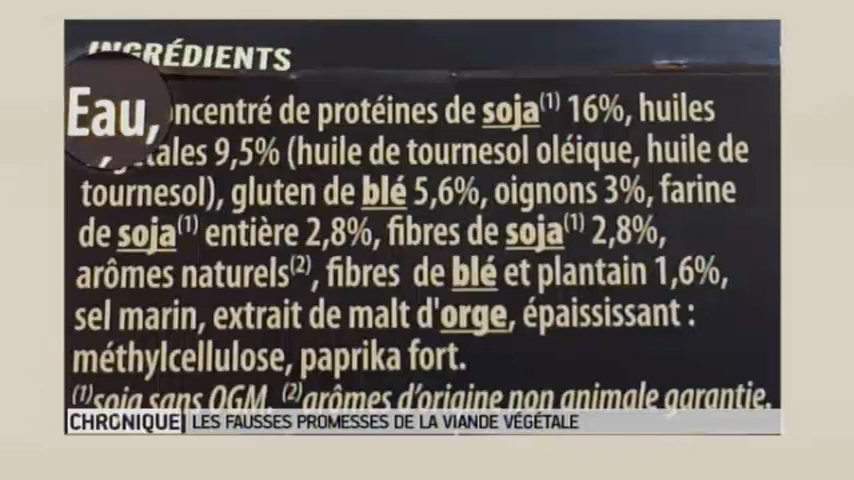 INGRÉDIENTS
Eau, oncentré de protéines de soja(1) 16%, huiles
végétales 9,5% (huile de tournesol oléique, huile de
tournesol), gluten de blé 5,6%, oignons 3%, farine
de soja(1) entière 2,8%, fibres de soja(1) 2,8%,
arômes naturels(2), fibres de blé et plantain 1,6%,
sel marin, extrait de malt d'orge, épaississant :
méthylcellulose, paprika fort.
(1)soja sans OGM. (2)arômes d'origine non animale garantie.
CHRONIQUE LES FAUSSES PROMESSES DE LA VIANDE VÉGÉTALE